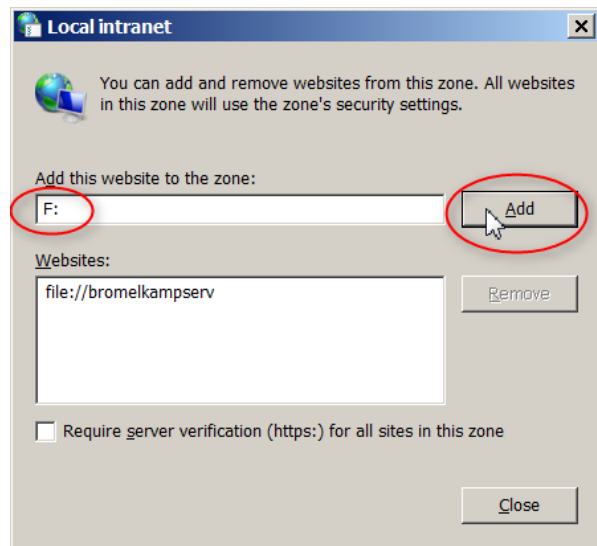 Local intranet
You can add and remove websites from this zone. All websites
in this zone will use the zone's security settings.
Add this website to the zone:
F:
Add
Websites:
file://bromelkampserv
Remove
Require server verification (https:) for all sites in this zone
Close